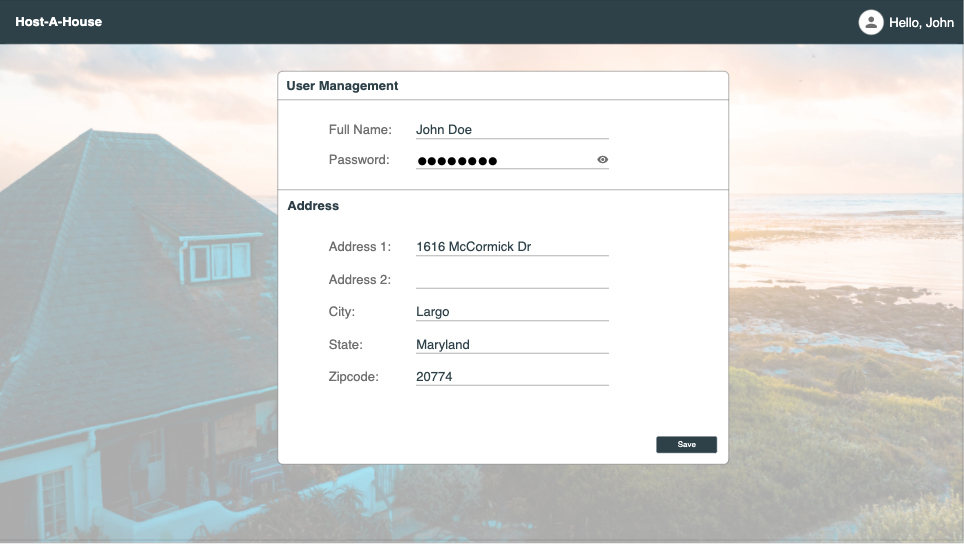 Host-A-House
Hello, John
User Management
Full Name: John Doe
Password: ●●●●●●●●
Address
Address 1: 1616 McCormick Dr
Address 2:
City: Largo
State: Maryland
Zipcode: 20774
Save